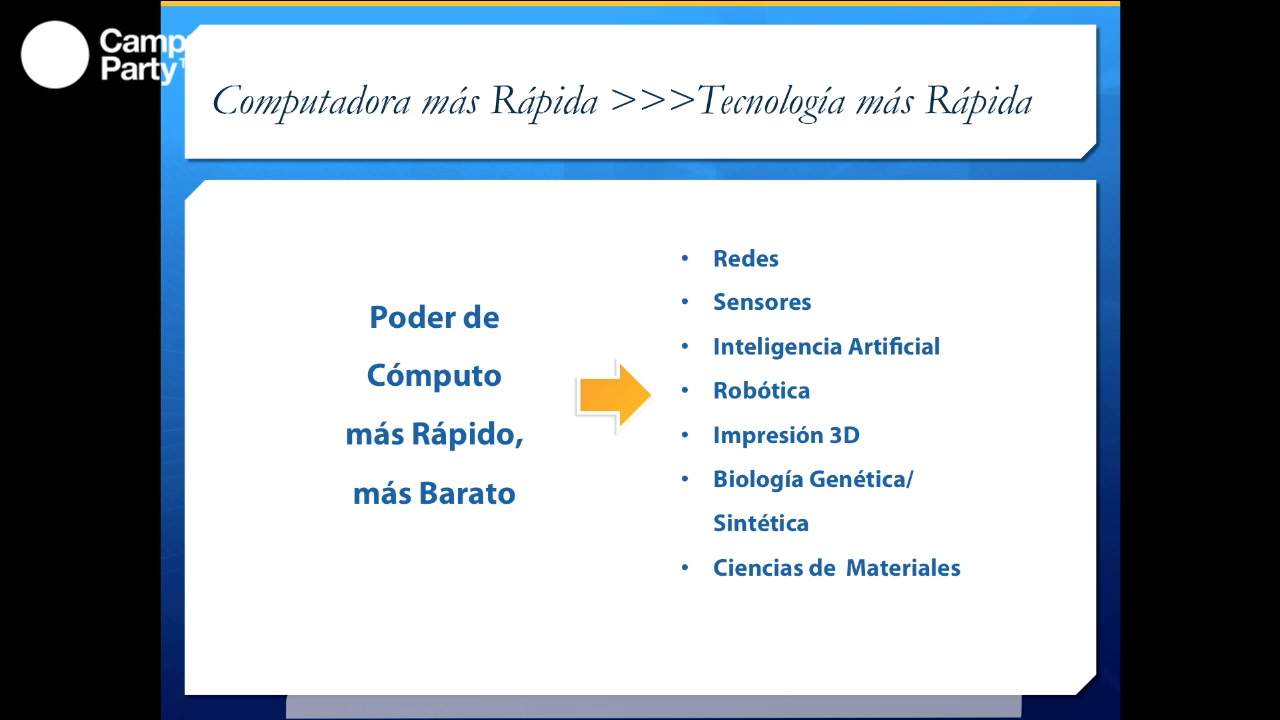 Camp
Party™
Computadora más Rápida >>>Tecnología más Rápida
Poder de
Cómputo
más Rápido,
más Barato
• Redes
• Sensores
• Inteligencia Artificial
• Robótica
• Impresión 3D
• Biología Genética/
Sintética
• Ciencias de Materiales